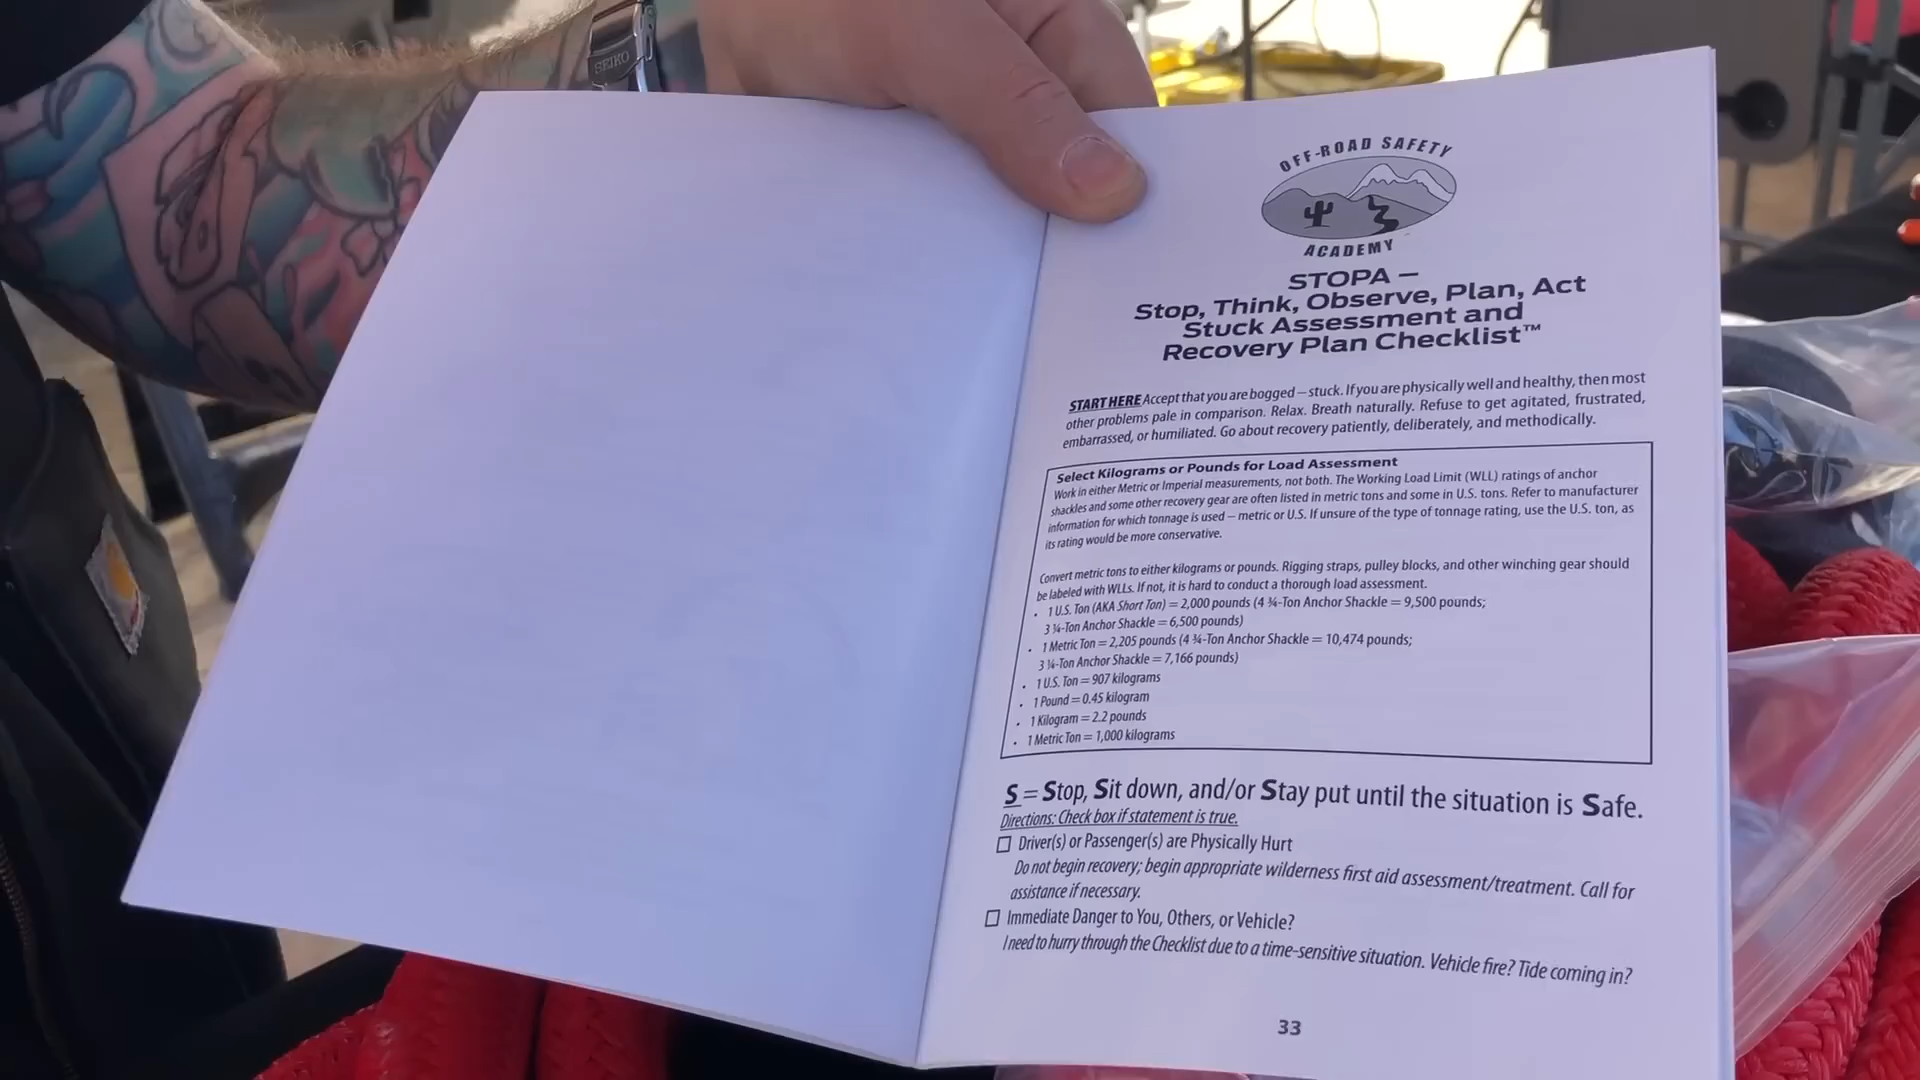 SEIKO
OFF-ROAD SAFETY
ACADEMY
STOPA –
Stop, Think, Observe, Plan, Act
Stuck Assessment and
Recovery Plan Checklist™
START HERE Accept that you are bogged – stuck. If you are physically well and healthy, then most
other problems pale in comparison. Relax. Breath naturally. Refuse to get agitated, frustrated,
embarrassed, or humiliated. Go about recovery patiently, deliberately, and methodically.
Select Kilograms or Pounds for Load Assessment
Work in either Metric or Imperial measurements, not both. The Working Load Limit (WLL) ratings of anchor
shackles and some other recovery gear are often listed in metric tons and some in U.S. tons. Refer to manufacturer
information for which tonnage is used – metric or U.S. If unsure of the type of tonnage rating, use the U.S. ton, as
its rating would be more conservative.
Convert metric tons to either kilograms or pounds. Rigging straps, pulley blocks, and other winching gear should
be labeled with WLLs. If not, it is hard to conduct a thorough load assessment.
• 1 U.S. Ton (AKA Short Ton) = 2,000 pounds (4 ¾-Ton Anchor Shackle = 9,500 pounds;
3 ¼-Ton Anchor Shackle = 6,500 pounds)
• 1 Metric Ton = 2,205 pounds (4 ¾-Ton Anchor Shackle = 10,474 pounds;
3 ¼-Ton Anchor Shackle = 7,166 pounds)
• 1 U.S. Ton = 907 kilograms
• 1 Pound = 0.45 kilogram
• 1 Kilogram = 2.2 pounds
• 1 Metric Ton = 1,000 kilograms
S = Stop, Sit down, and/or Stay put until the situation is Safe.
Directions: Check box if statement is true.
☐ Driver(s) or Passenger(s) are Physically Hurt
Do not begin recovery; begin appropriate wilderness first aid assessment/treatment. Call for
assistance if necessary.
☐ Immediate Danger to You, Others, or Vehicle?
I need to hurry through the Checklist due to a time-sensitive situation. Vehicle fire? Tide coming in?
33